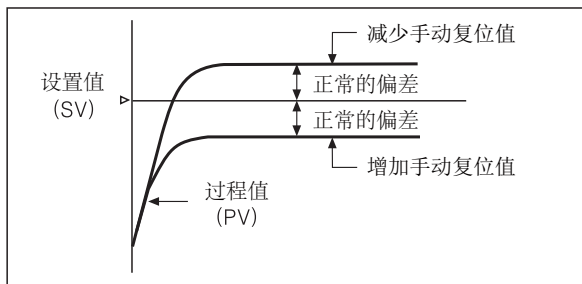 减少手动复位值
正常的偏差
设置值
(SV)
正常的偏差
增加手动复位值
过程值
(PV)